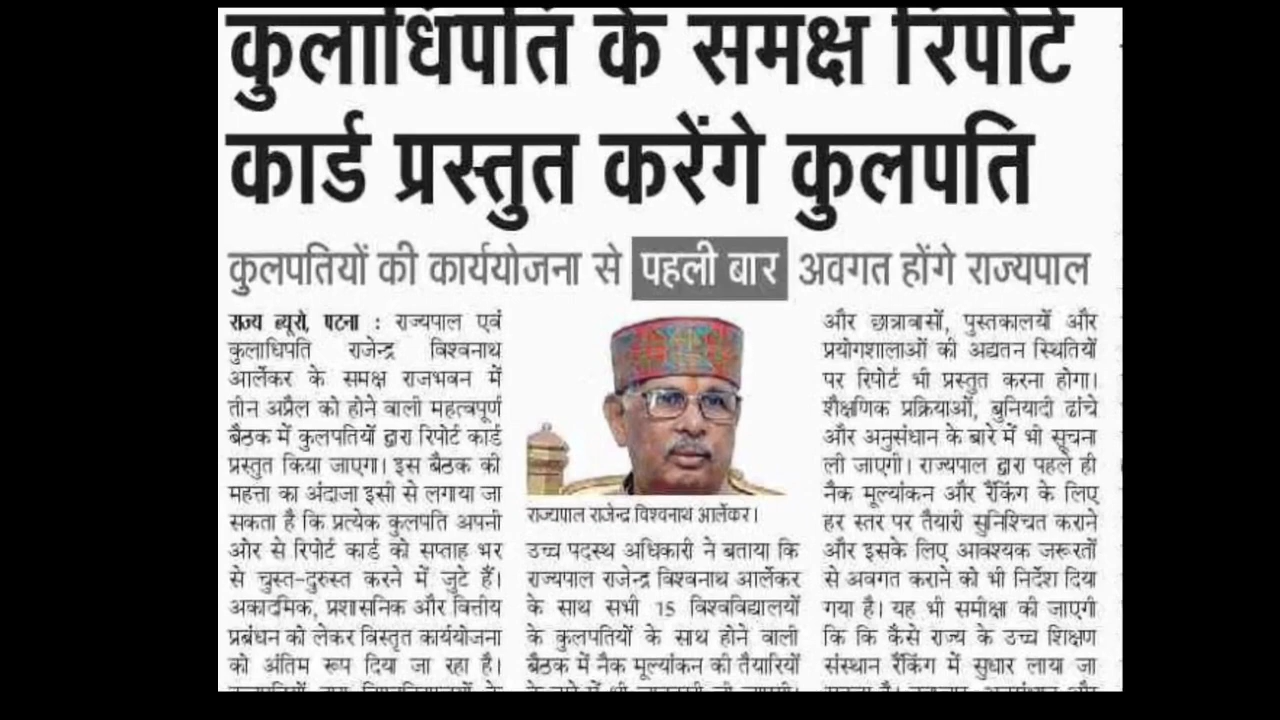 कुलाधिपति के समक्ष रिपोर्ट
कार्ड प्रस्तुत करेंगे कुलपति
कुलपतियों की कार्ययोजना से पहली बार अवगत होंगे राज्यपाल
राज्य ब्यूरो, पटना : राज्यपाल एवं
कुलाधिपति राजेन्द्र विश्वनाथ
आर्लेकर के समक्ष राजभवन में
तीन अप्रैल को होने वाली महत्वपूर्ण
बैठक में कुलपतियों द्वारा रिपोर्ट कार्ड
प्रस्तुत किया जाएगा। इस बैठक की
महत्ता का अंदाजा इसी से लगाया जा
सकता है कि प्रत्येक कुलपति अपनी
ओर से रिपोर्ट कार्ड को सप्ताह भर
से चुस्त-दुरुस्त करने में जुटे हैं।
अकादमिक, प्रशासनिक और वित्तीय
प्रबंधन को लेकर विस्तृत कार्ययोजना
को अंतिम रूप दिया जा रहा है।
राज्यपाल राजेन्द्र विश्वनाथ आर्लेकर।
उच्च पदस्थ अधिकारी ने बताया कि
राज्यपाल राजेन्द्र विश्वनाथ आर्लेकर
के साथ सभी 15 विश्वविद्यालयों
के कुलपतियों के साथ होने वाली
बैठक में नैक मूल्यांकन की तैयारियों
और छात्रावासों, पुस्तकालयों और
प्रयोगशालाओं की अद्यतन स्थितियों
पर रिपोर्ट भी प्रस्तुत करना होगा।
शैक्षणिक प्रक्रियाओं, बुनियादी ढांचे
और अनुसंधान के बारे में भी सूचना
ली जाएगी। राज्यपाल द्वारा पहले ही
नैक मूल्यांकन और रैंकिंग के लिए
हर स्तर पर तैयारी सुनिश्चित कराने
और इसके लिए आवश्यक जरूरतों
से अवगत कराने को भी निर्देश दिया
गया है। यह भी समीक्षा की जाएगी
कि कि कैसे राज्य के उच्च शिक्षण
संस्थान रैंकिंग में सुधार लाया जा